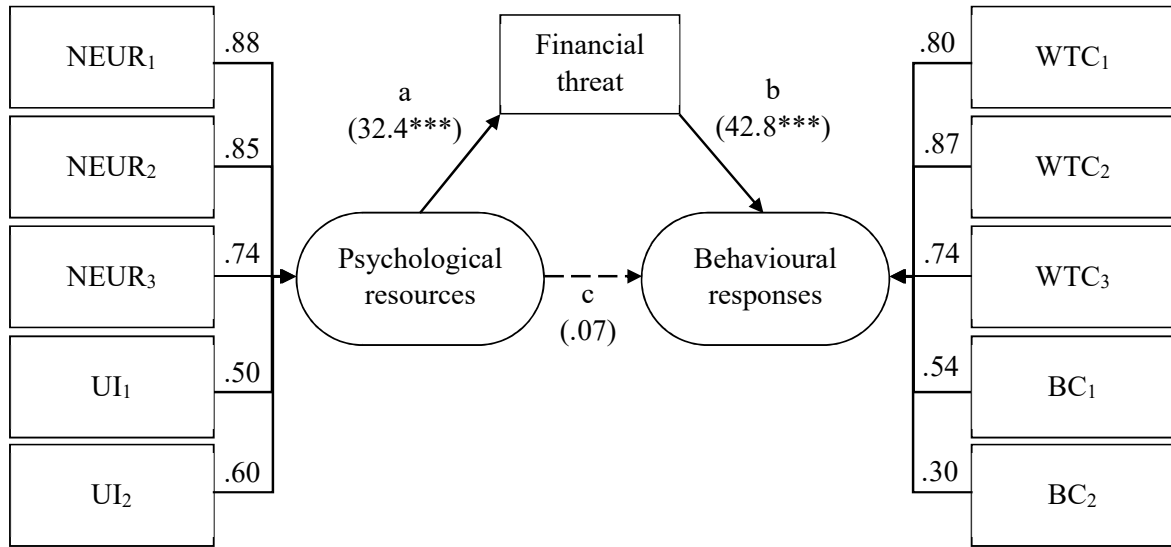 NEUR₁
.88
NEUR₂
.85
NEUR₃
.74
UI₁
.50
UI₂
.60
Psychological
resources
a
(32.4***)
Financial
threat
b
(42.8***)
c
(.07)
Behavioural
responses
.80
WTC₁
.87
WTC₂
.74
WTC₃
.54
BC₁
.30
BC₂